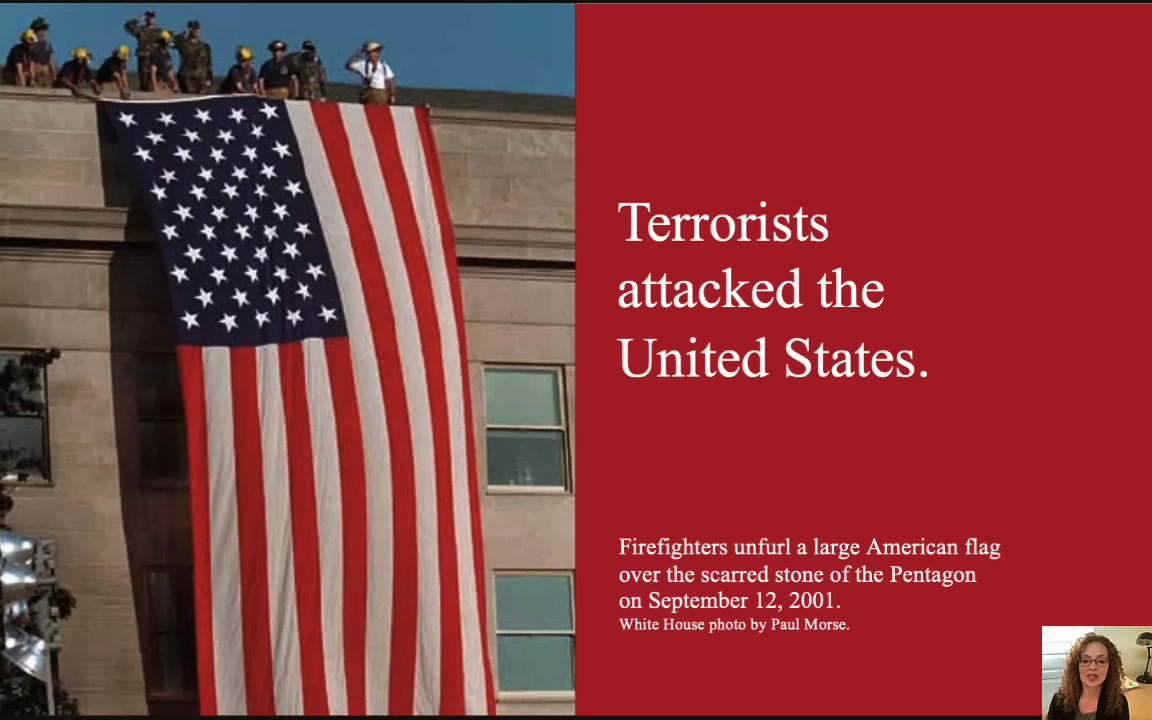 Terrorists
attacked the
United States.
Firefighters unfurl a large American flag
over the scarred stone of the Pentagon
on September 12, 2001.
White House photo by Paul Morse.